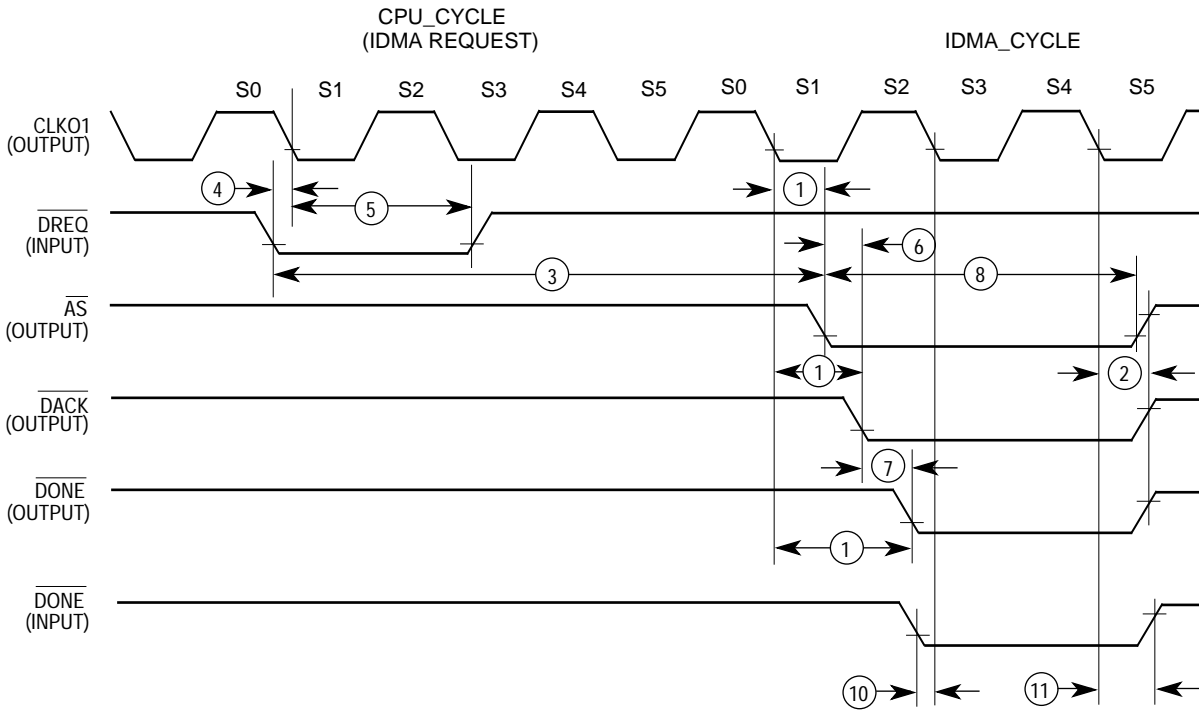 CPU_CYCLE
(IDMA REQUEST)
IDMA_CYCLE
S0 S1 S2 S3 S4 S5 S0 S1 S2 S3 S4 S5
CLKO1
(OUTPUT)
4
5
1
DREQ
(INPUT)
6
3
8
AS
(OUTPUT)
1
2
DACK
(OUTPUT)
7
DONE
(OUTPUT)
1
DONE
(INPUT)
10
11